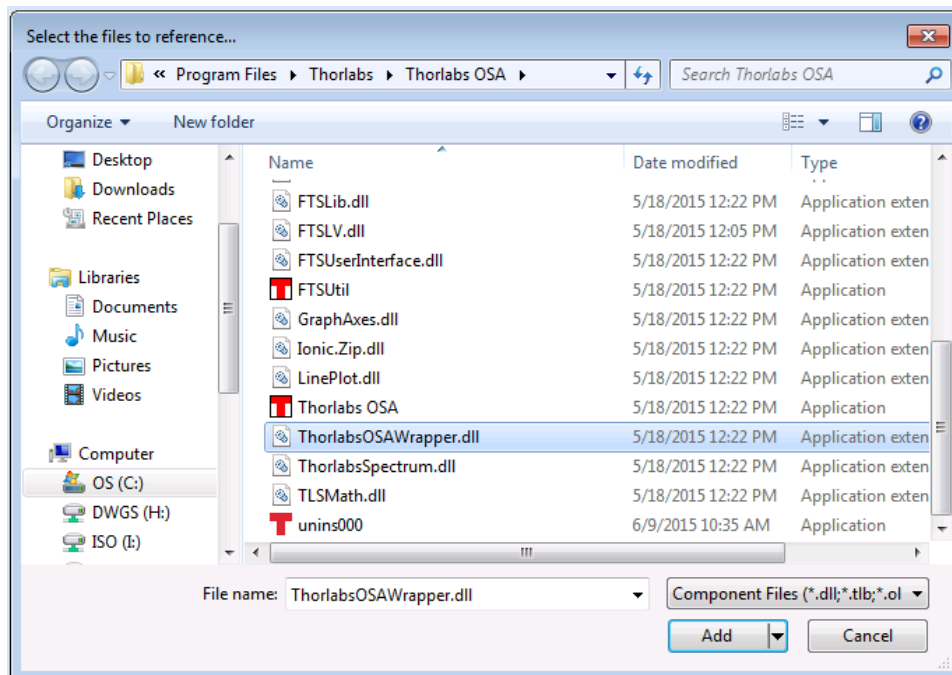 Select the files to reference...
« Program Files Thorlabs Thorlabs OSA Search Thorlabs OSA
Organize New folder
Desktop
Downloads
Recent Places
Libraries
Documents
Music
Pictures
Videos
Computer
OS (C:)
DWGS (H:)
ISO (I:)
Name Date modified Type
FTSLib.dll 5/18/2015 12:22 PM Application exten
FTSLV.dll 5/18/2015 12:05 PM Application exten
FTSUserInterface.dll 5/18/2015 12:22 PM Application exten
FTSUtil 5/18/2015 12:22 PM Application
GraphAxes.dll 5/18/2015 12:22 PM Application exten
Ionic.Zip.dll 5/18/2015 12:22 PM Application exten
LinePlot.dll 5/18/2015 12:22 PM Application exten
Thorlabs OSA 5/18/2015 12:22 PM Application
ThorlabsOSAWrapper.dll 5/18/2015 12:22 PM Application exten
ThorlabsSpectrum.dll 5/18/2015 12:22 PM Application exten
TLSMath.dll 5/18/2015 12:22 PM Application exten
unins000 6/9/2015 10:35 AM Application
File name: ThorlabsOSAWrapper.dll Component Files (*.dll;*.tlb;*.ol
Add Cancel